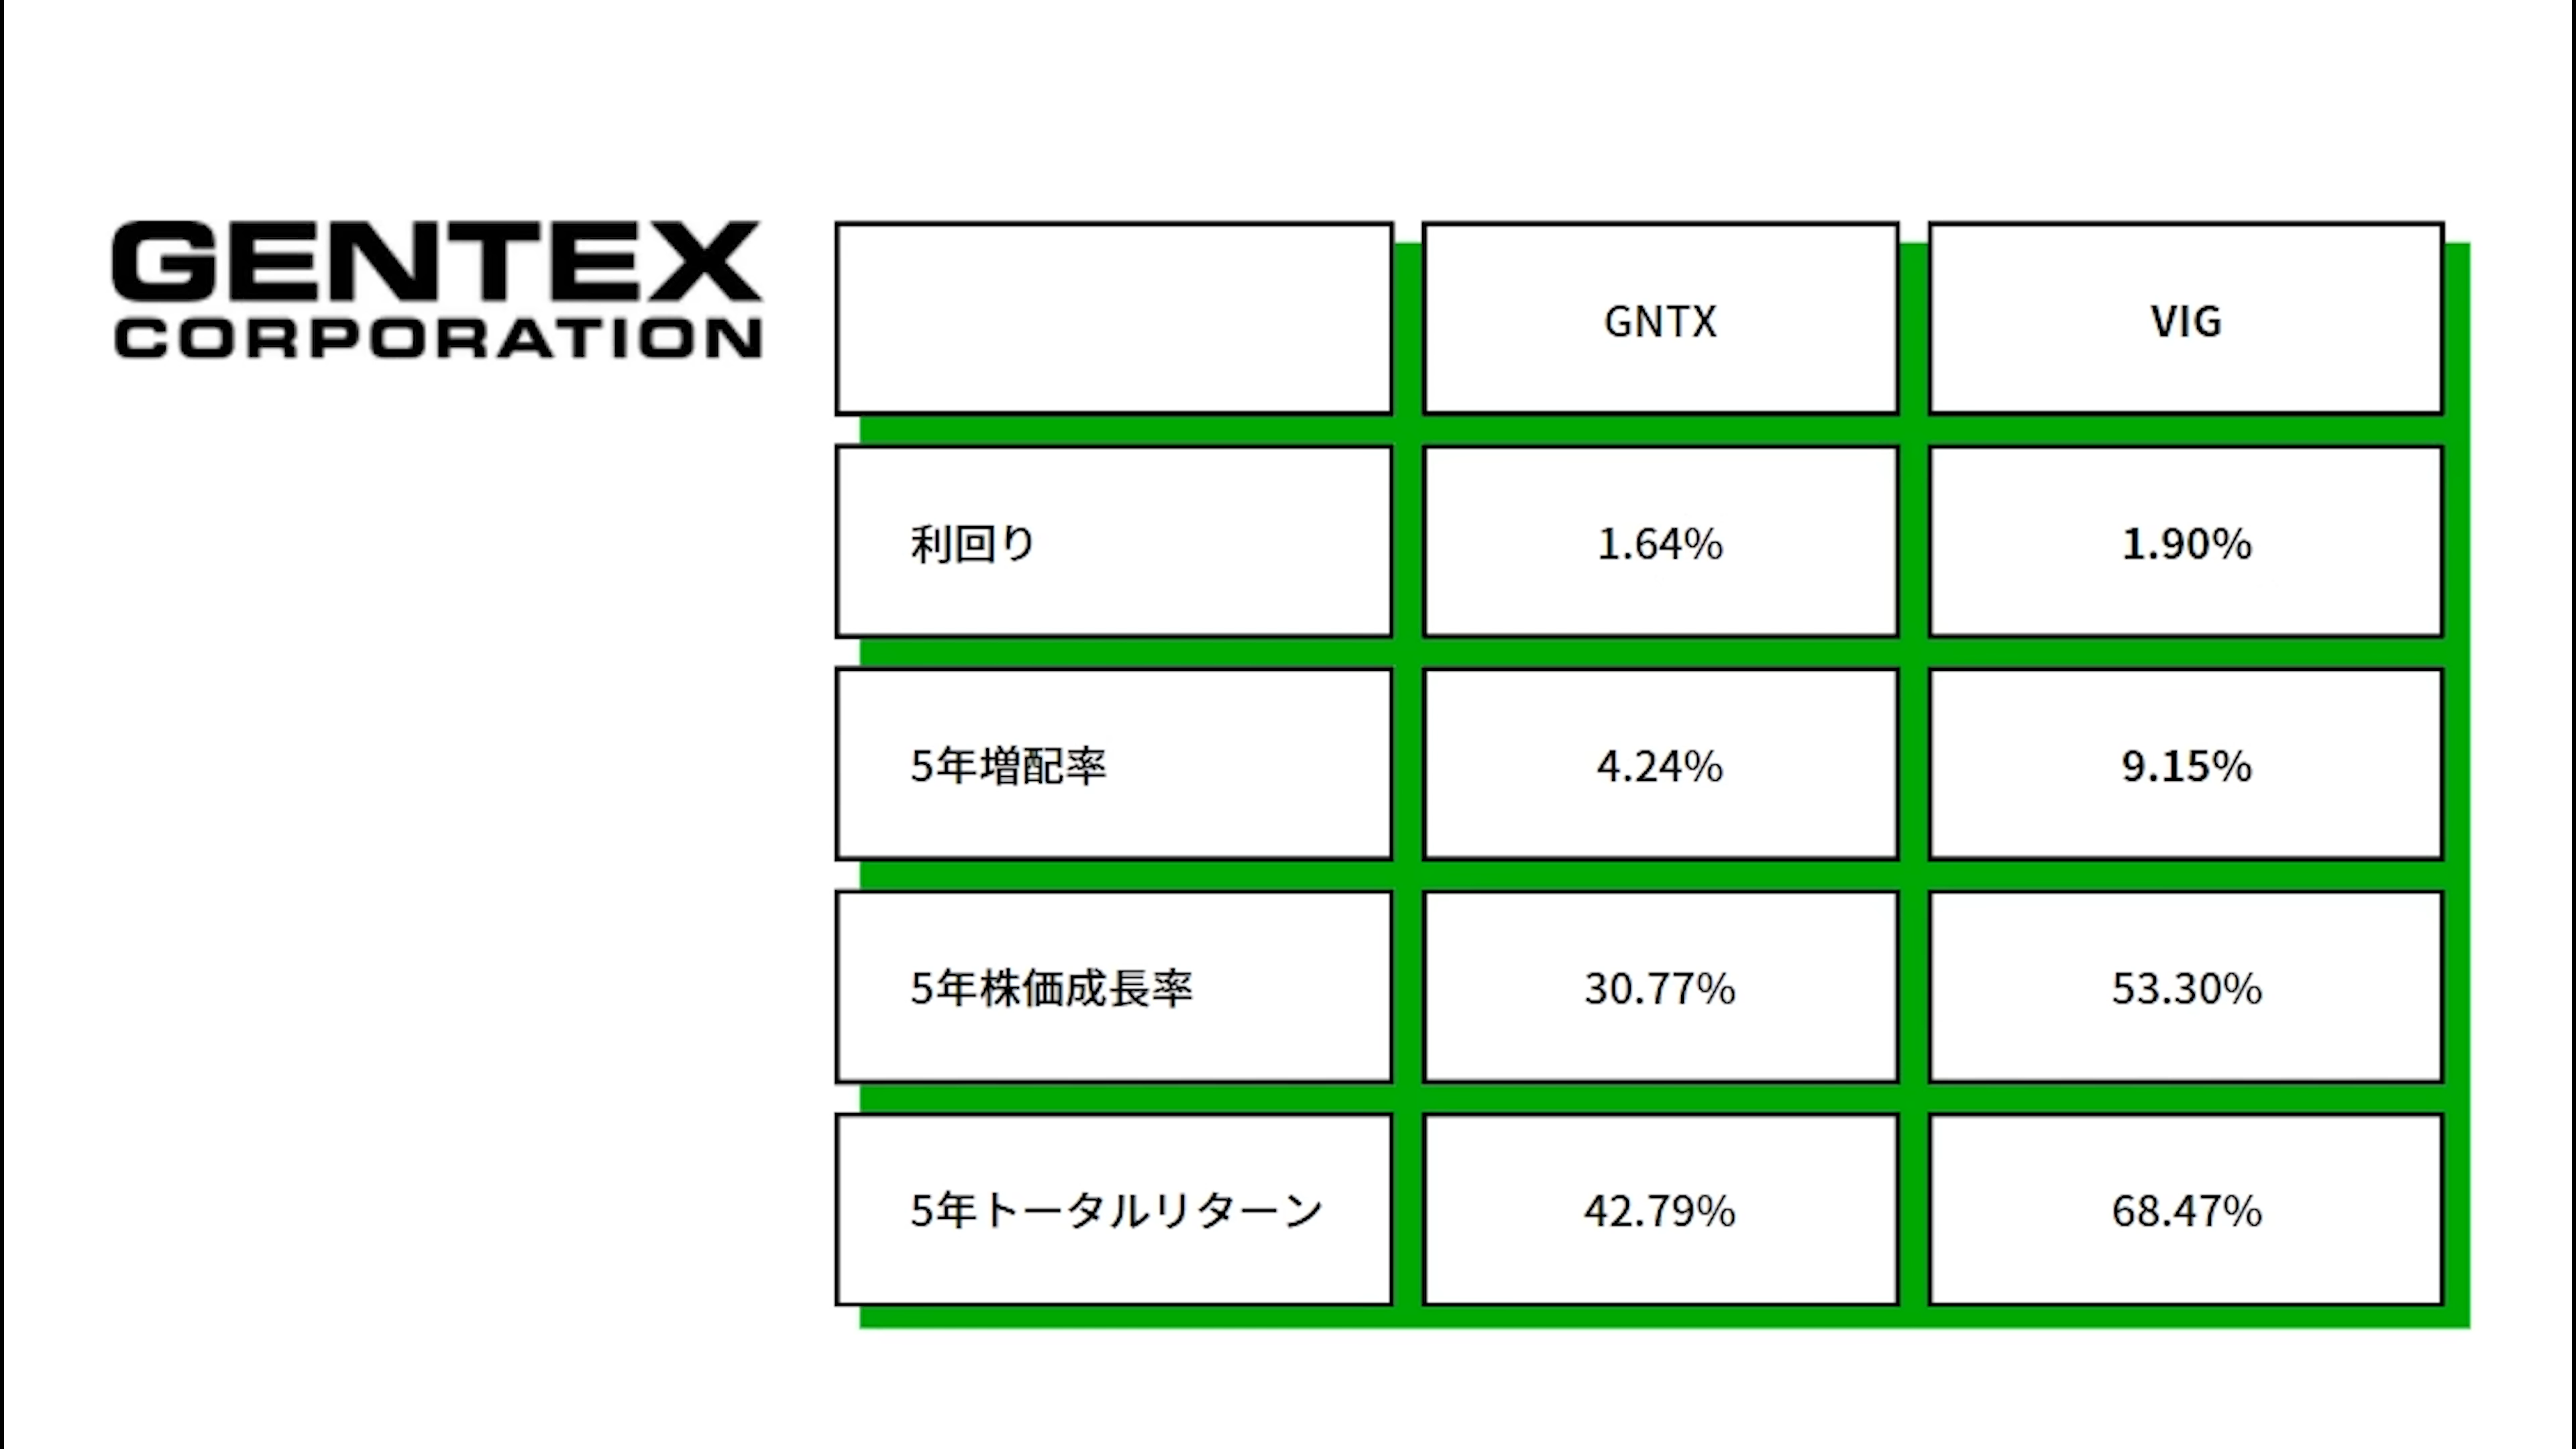 GENTEX
CORPORATION
GNTX VIG
利回り 1.64% 1.90%
5年増配率 4.24% 9.15%
5年株価成長率 30.77% 53.30%
5年トータルリターン 42.79% 68.47%